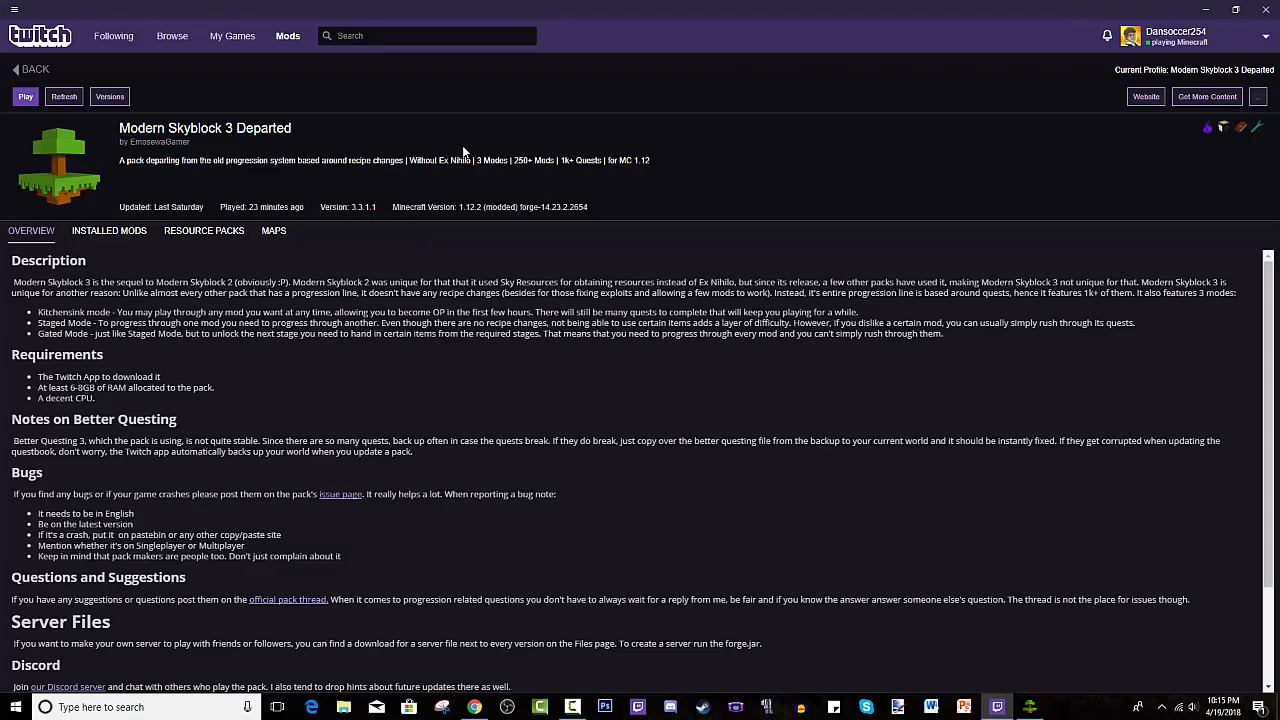 twitch Following Browse My Games Mods Search Dansoccer254
playing Minecraft
BACK Current Profile: Modern Skyblock 3 Departed
Play Refresh Versions Website Get More Content ...
Modern Skyblock 3 Departed
by EmosewaGamer
A pack departing from the old progression system based around recipe changes | Without Ex Nihilo | 3 Modes | 250+ Mods | 1k+ Quests | for MC 1.12
Updated: Last Saturday Played: 23 minutes ago Version: 3.3.1.1 Minecraft Version: 1.12.2 (modded) forge-14.23.2.2654
OVERVIEW INSTALLED MODS RESOURCE PACKS MAPS
Description
Modern Skyblock 3 is the sequel to Modern Skyblock 2 (obviously :P). Modern Skyblock 2 was unique for that that it used Sky Resources for obtaining resources instead of Ex Nihilo, but since its release, a few other packs have used it, making Modern Skyblock 3 not unique for that. Modern Skyblock 3 is
unique for another reason: Unlike almost every other pack that has a progression line, it doesn't have any recipe changes (besides for those fixing exploits and allowing a few mods to work). Instead, it's entire progression line is based around quests, hence it features 1k+ of them. It also features 3 modes:
• Kitchensink mode - You may play through any mod you want at any time, allowing you to become OP in the first few hours. There will still be many quests to complete that will keep you playing for a while.
• Staged Mode - To progress through one mod you need to progress through another. Even though there are no recipe changes, not being able to use certain items adds a layer of difficulty. However, if you dislike a certain mod, you can usually simply rush through its quests.
• Gated Mode - just like Staged Mode, but to unlock the next stage you need to hand in certain items from the required stages. That means that you need to progress through every mod and you can't simply rush through them.
Requirements
• The Twitch App to download it
• At least 6-8GB of RAM allocated to the pack.
• A decent CPU.
Notes on Better Questing
Better Questing 3, which the pack is using, is not quite stable. Since there are so many quests, back up often in case the quests break. If they do break, just copy over the better questing file from the backup to your current world and it should be instantly fixed. If they get corrupted when updating the
questbook, don't worry, the Twitch app automatically backs up your world when you update a pack.
Bugs
If you find any bugs or if your game crashes please post them on the pack's issue page. It really helps a lot. When reporting a bug note:
• It needs to be in English
• Be on the latest version
• If it's a crash, put it on pastebin or any other copy/paste site
• Mention whether it's on Singleplayer or Multiplayer
• Keep in mind that pack makers are people too. Don't just complain about it
Questions and Suggestions
If you have any suggestions or questions post them on the official pack thread. When it comes to progression related questions you don't have to always wait for a reply from me, be fair and if you know the answer answer someone else's question. The thread is not the place for issues though.
Server Files
If you want to make your own server to play with friends or followers, you can find a download for a server file next to every version on the Files page. To create a server run the forge.jar.
Discord
Join our Discord server and chat with others who play the pack. I also tend to drop hints about future updates there as well.
Type here to search
10:15 PM
4/19/2018